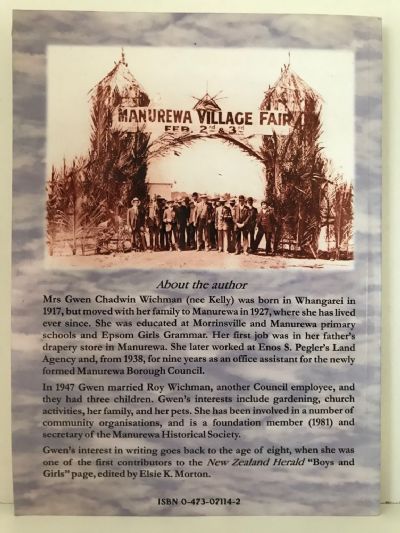 MANUREWA VILLAGE FAIR
FEB. 2nd & 3rd
About the author
Mrs Gwen Chadwin Wichman (nee Kelly) was born in Whangarei in
1917, but moved with her family to Manurewa in 1927, where she has lived
ever since. She was educated at Morrinsville and Manurewa primary
schools and Epsom Girls Grammar. Her first job was in her father's
drapery store in Manurewa. She later worked at Enos S. Pegler's Land
Agency and, from 1938, for nine years as an office assistant for the newly
formed Manurewa Borough Council.
In 1947 Gwen married Roy Wichman, another Council employee, and
they had three children. Gwen's interests include gardening, church
activities, her family, and her pets. She has been involved in a number of
community organisations, and is a foundation member (1981) and
secretary of the Manurewa Historical Society.
Gwen's interest in writing goes back to the age of eight, when she was
one of the first contributors to the New Zealand Herald "Boys and
Girls" page, edited by Elsie K. Morton.
ISBN 0-473-07114-2